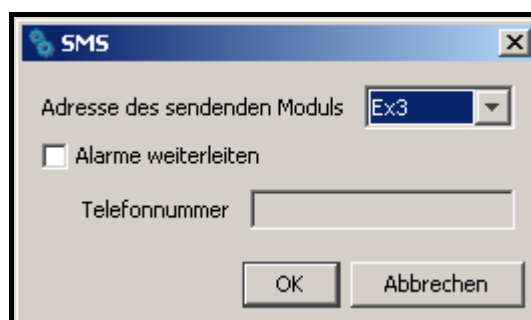 SMS
Adresse des sendenden Moduls Ex3
Alarme weiterleiten
Telefonnummer
OK Abbrechen